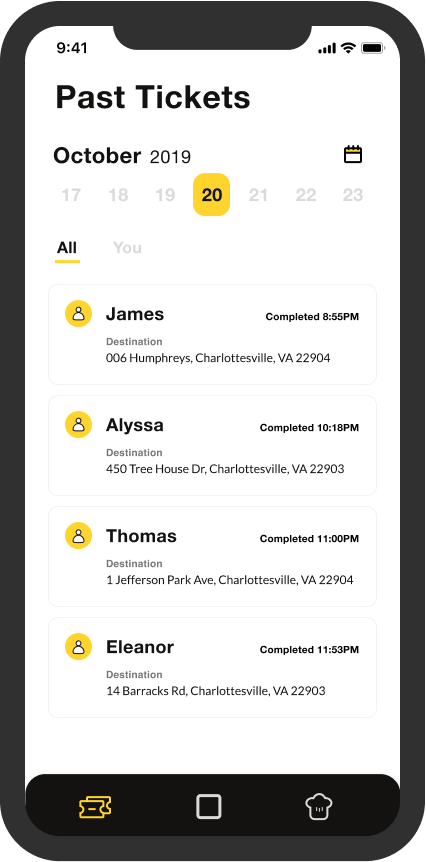 9:41
Past Tickets
October 2019
17 18 19 20 21 22 23
All You
James Completed 8:55PM
Destination
006 Humphreys, Charlottesville, VA 22904
Alyssa Completed 10:18PM
Destination
450 Tree House Dr, Charlottesville, VA 22903
Thomas Completed 11:00PM
Destination
1 Jefferson Park Ave, Charlottesville, VA 22904
Eleanor Completed 11:53PM
Destination
14 Barracks Rd, Charlottesville, VA 22903